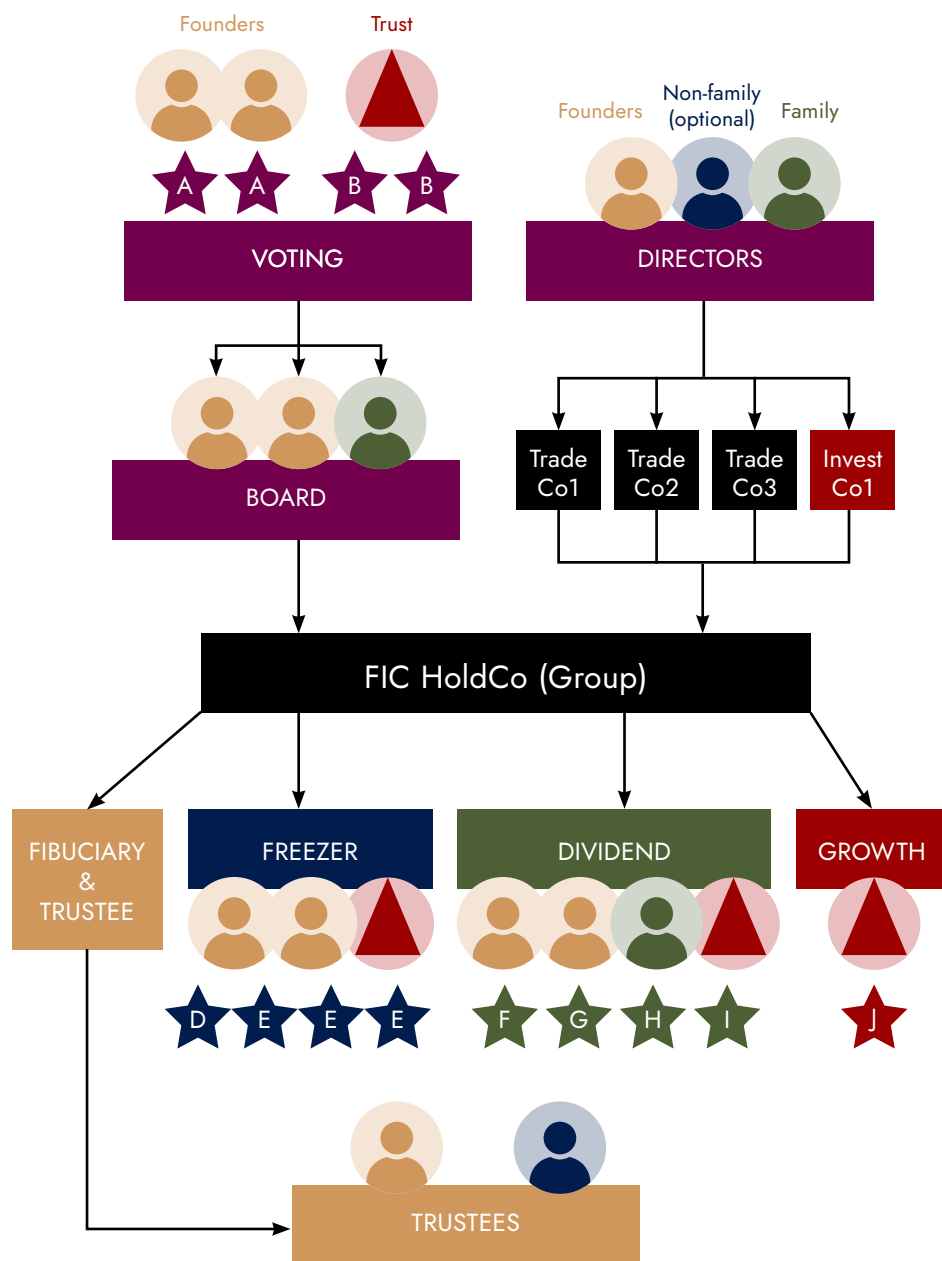 Founders
Trust
A
A
B
B
VOTING
Founders
Non-family
(optional)
Family
DIRECTORS
BOARD
Trade
Co1
Trade
Co2
Trade
Co3
Invest
Co1
FIC HoldCo (Group)
FIBUCIARY
&
TRUSTEE
FREEZER
D
E
E
E
DIVIDEND
F
G
H
I
GROWTH
J
TRUSTEES